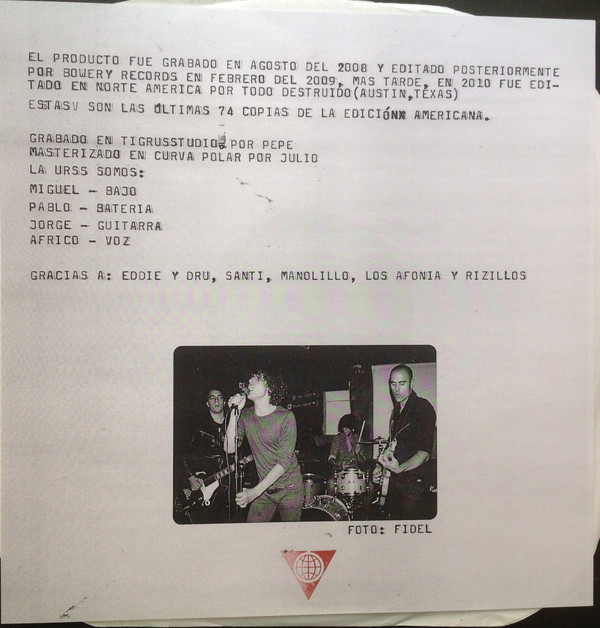 EL PRODUCTO FUE GRABADO EN AGOSTO DEL 2008 Y EDITADO POSTERIORMENTE
POR BOWERY RECORDS EN FEBRERO DEL 2009, MAS TARDE, EN 2010 FUE EDI-
TADO EN NORTE AMERICA POR TODO DESTRUIDO(AUSTIN,TEXAS)
ESTASV SON LAS ÚLTIMAS 74 COPIAS DE LA EDICIÓNX AMERICANA.
GRABADO EN TIGRUSSTUDIOS POR PEPE
MASTERIZADO EN CURVA POLAR POR JULIO
LA URSS SOMOS:
MIGUEL - BAJO
PABLO - BATERIA
JORGE - GUITARRA
AFRICO - VOZ
GRACIAS A: EDDIE Y DRU, SANTI, MANOLILLO, LOS AFONIA Y RIZILLOS
FOTO: FIDEL